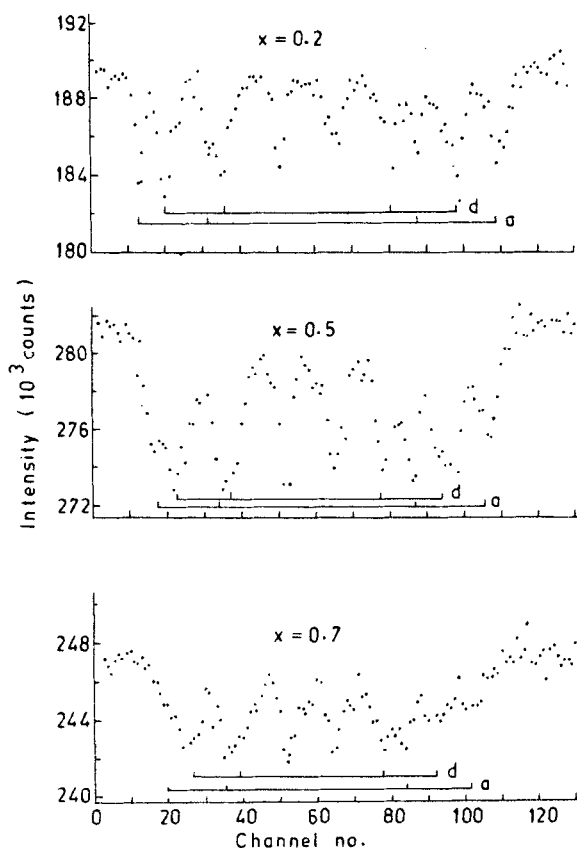 192
x = 0.2
188
184
d
a
180
Intensity (10³ counts)
x = 0.5
280
276
272
d
a
x = 0.7
248
244
240
d
a
0 20 40 60 80 100 120
Channel no.